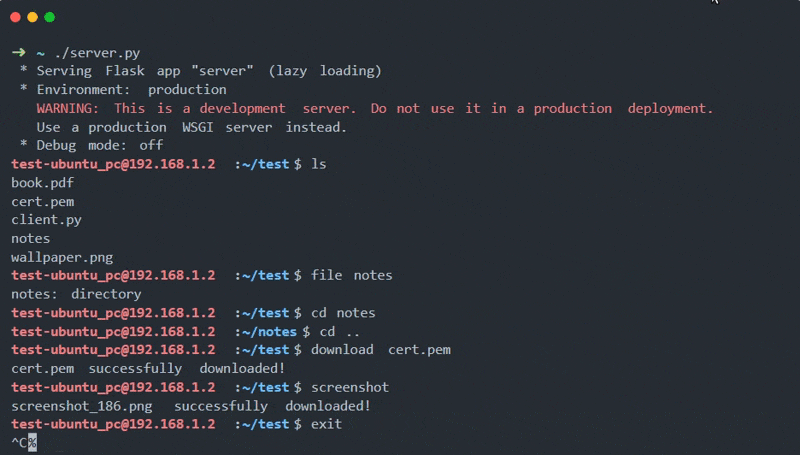 ➜ ~ ./server.py
* Serving Flask app "server" (lazy loading)
* Environment: production
WARNING: This is a development server. Do not use it in a production deployment.
Use a production WSGI server instead.
* Debug mode: off
test-ubuntu_pc@192.168.1.2 :~/test $ ls
book.pdf
cert.pem
client.py
notes
wallpaper.png
test-ubuntu_pc@192.168.1.2 :~/test $ file notes
notes: directory
test-ubuntu_pc@192.168.1.2 :~/test $ cd notes
test-ubuntu_pc@192.168.1.2 :~/notes $ cd ..
test-ubuntu_pc@192.168.1.2 :~/test $ download cert.pem
cert.pem successfully downloaded!
test-ubuntu_pc@192.168.1.2 :~/test $ screenshot
screenshot_186.png successfully downloaded!
test-ubuntu_pc@192.168.1.2 :~/test $ exit
^C%